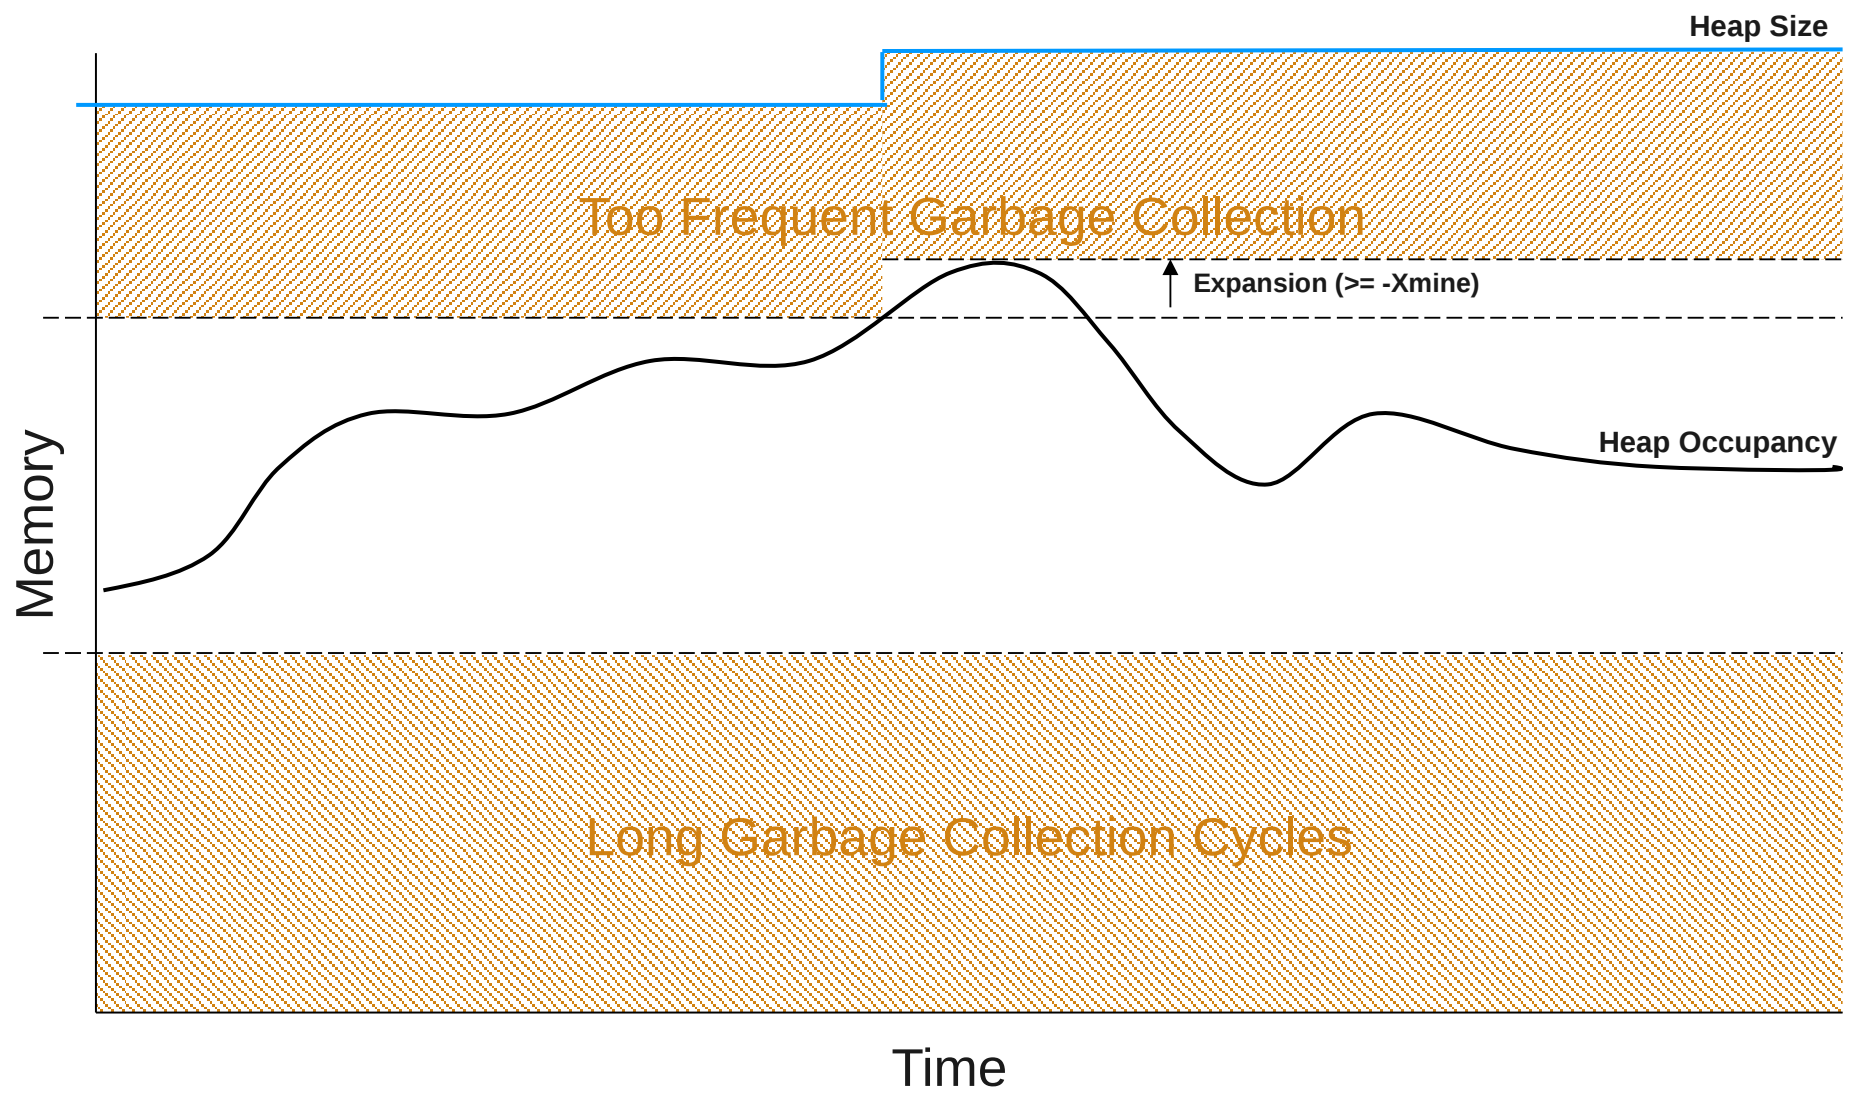 Heap Size
Too Frequent Garbage Collection
Expansion (>= -Xmine)
Heap Occupancy
Memory
Long Garbage Collection Cycles
Time